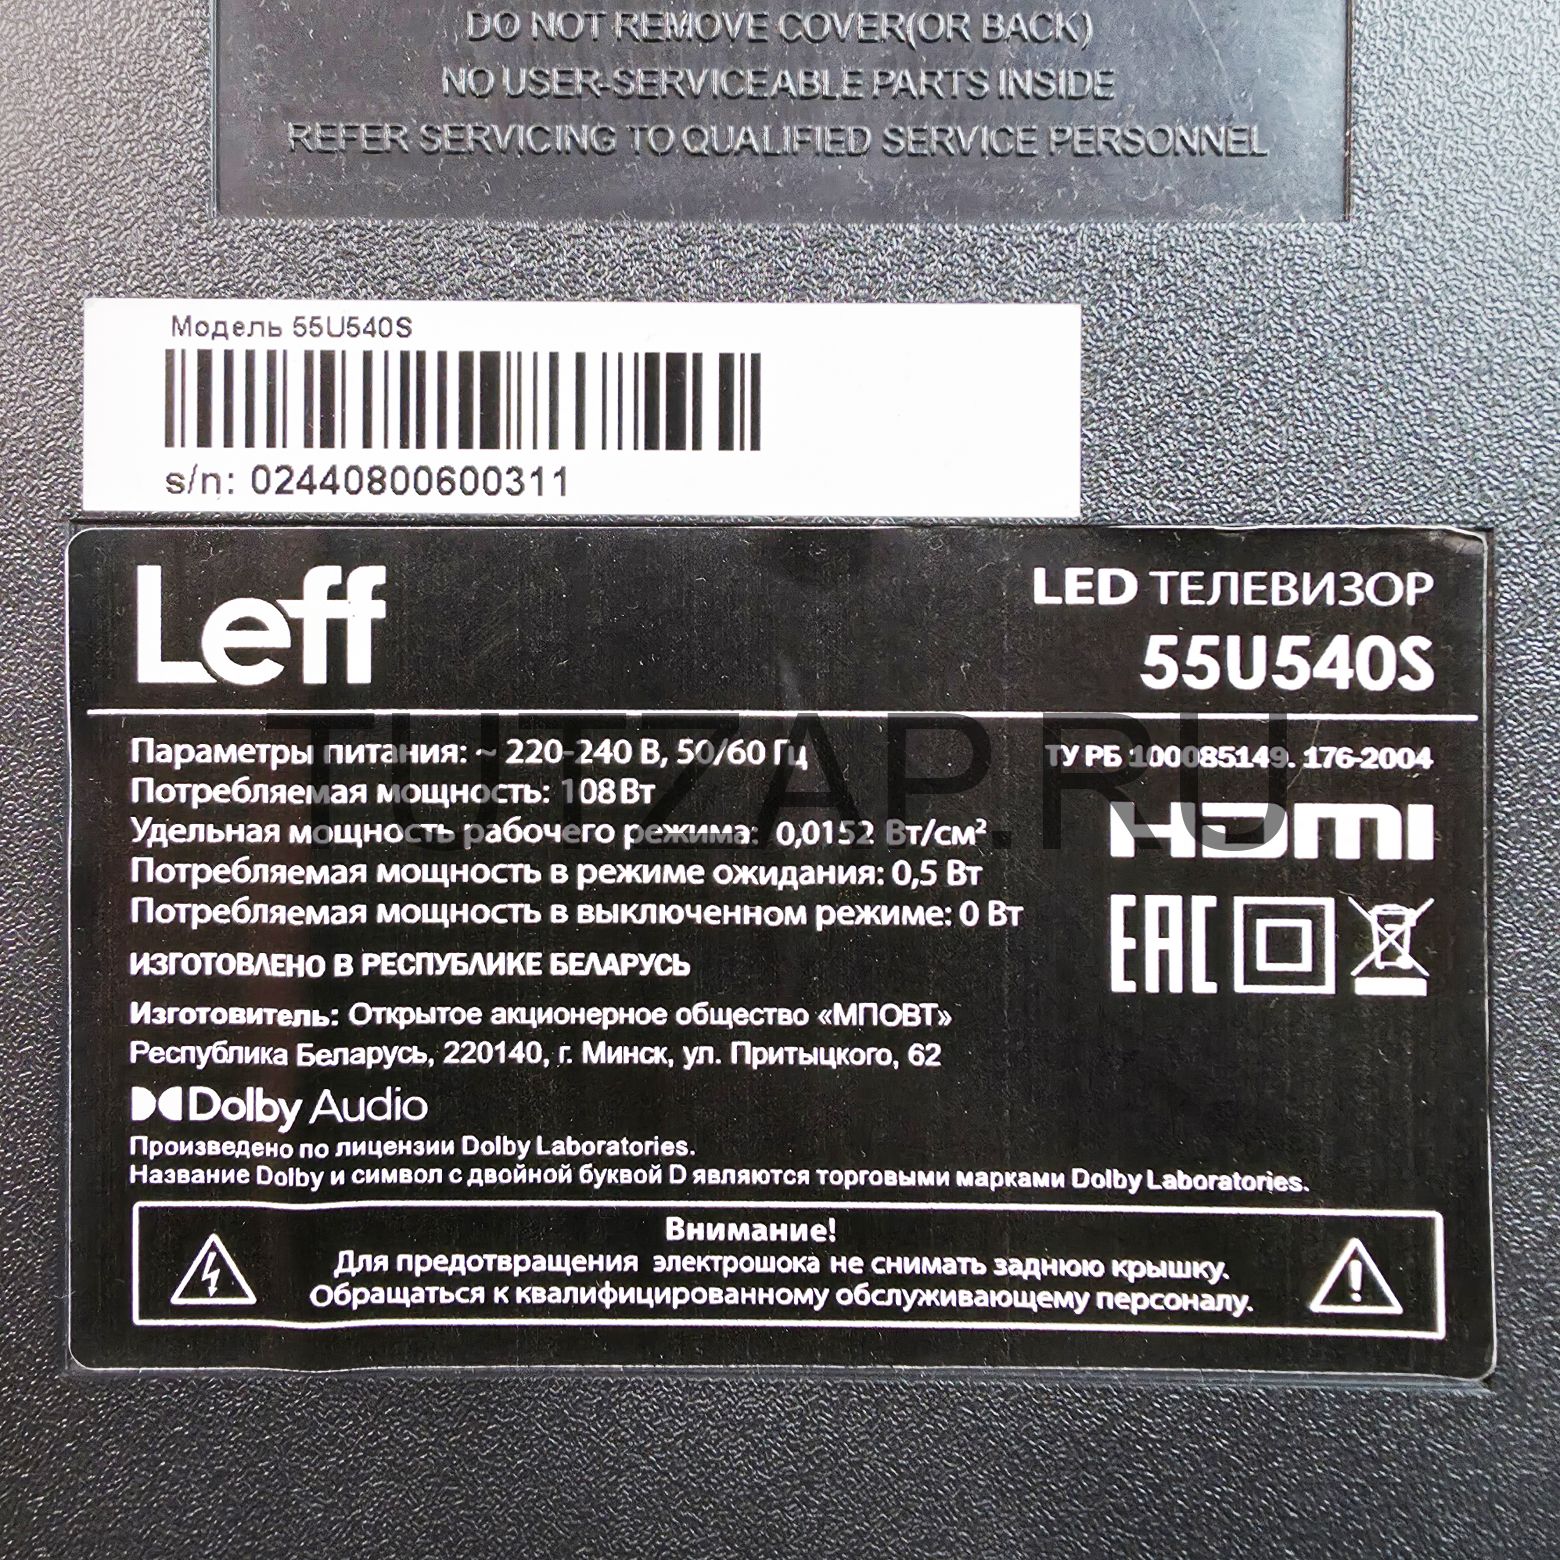 DO NOT REMOVE COVER(OR BACK)
NO USER-SERVICEABLE PARTS INSIDE
REFER SERVICING TO QUALIFIED SERVICE PERSONNEL
Модель 55U540S
s/n: 02440800600311
Leff
LED ТЕЛЕВИЗОР
55U540S
TUTZAP.RU
Параметры питания: ~ 220-240 В, 50/60 Гц
ТУ РБ 100085149. 176-2004
Потребляемая мощность: 108 Вт
Удельная мощность рабочего режима: 0,0152 Вт/см²
HDMI
Потребляемая мощность в режиме ожидания: 0,5 Вт
Потребляемая мощность в выключенном режиме: 0 Вт
EAC
ИЗГОТОВЛЕНО В РЕСПУБЛИКЕ БЕЛАРУСЬ
Изготовитель: Открытое акционерное общество «МПОВТ»
Республика Беларусь, 220140, г. Минск, ул. Притыцкого, 62
Dolby Audio
Произведено по лицензии Dolby Laboratories.
Название Dolby и символ с двойной буквой D являются торговыми марками Dolby Laboratories.
Внимание!
Для предотвращения электрошока не снимать заднюю крышку.
Обращаться к квалифицированному обслуживающему персоналу.